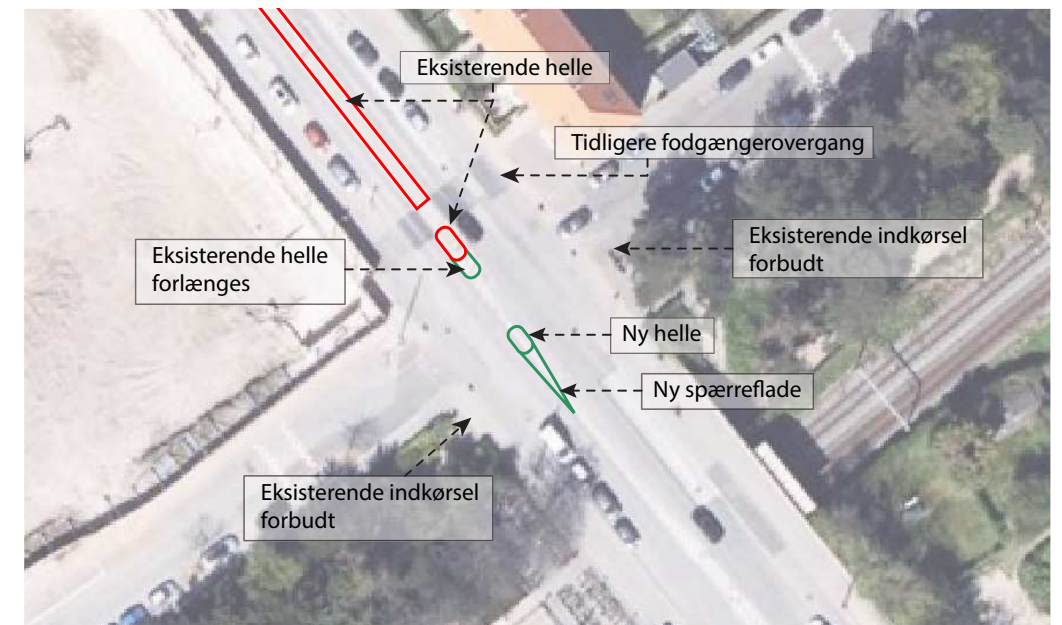 Eksisterende helle
Tidligere fodgængerovergang
Eksisterende indkørsel
forbudt
Eksisterende helle
forlænges
Ny helle
Ny spærreflade
Eksisterende indkørsel
forbudt